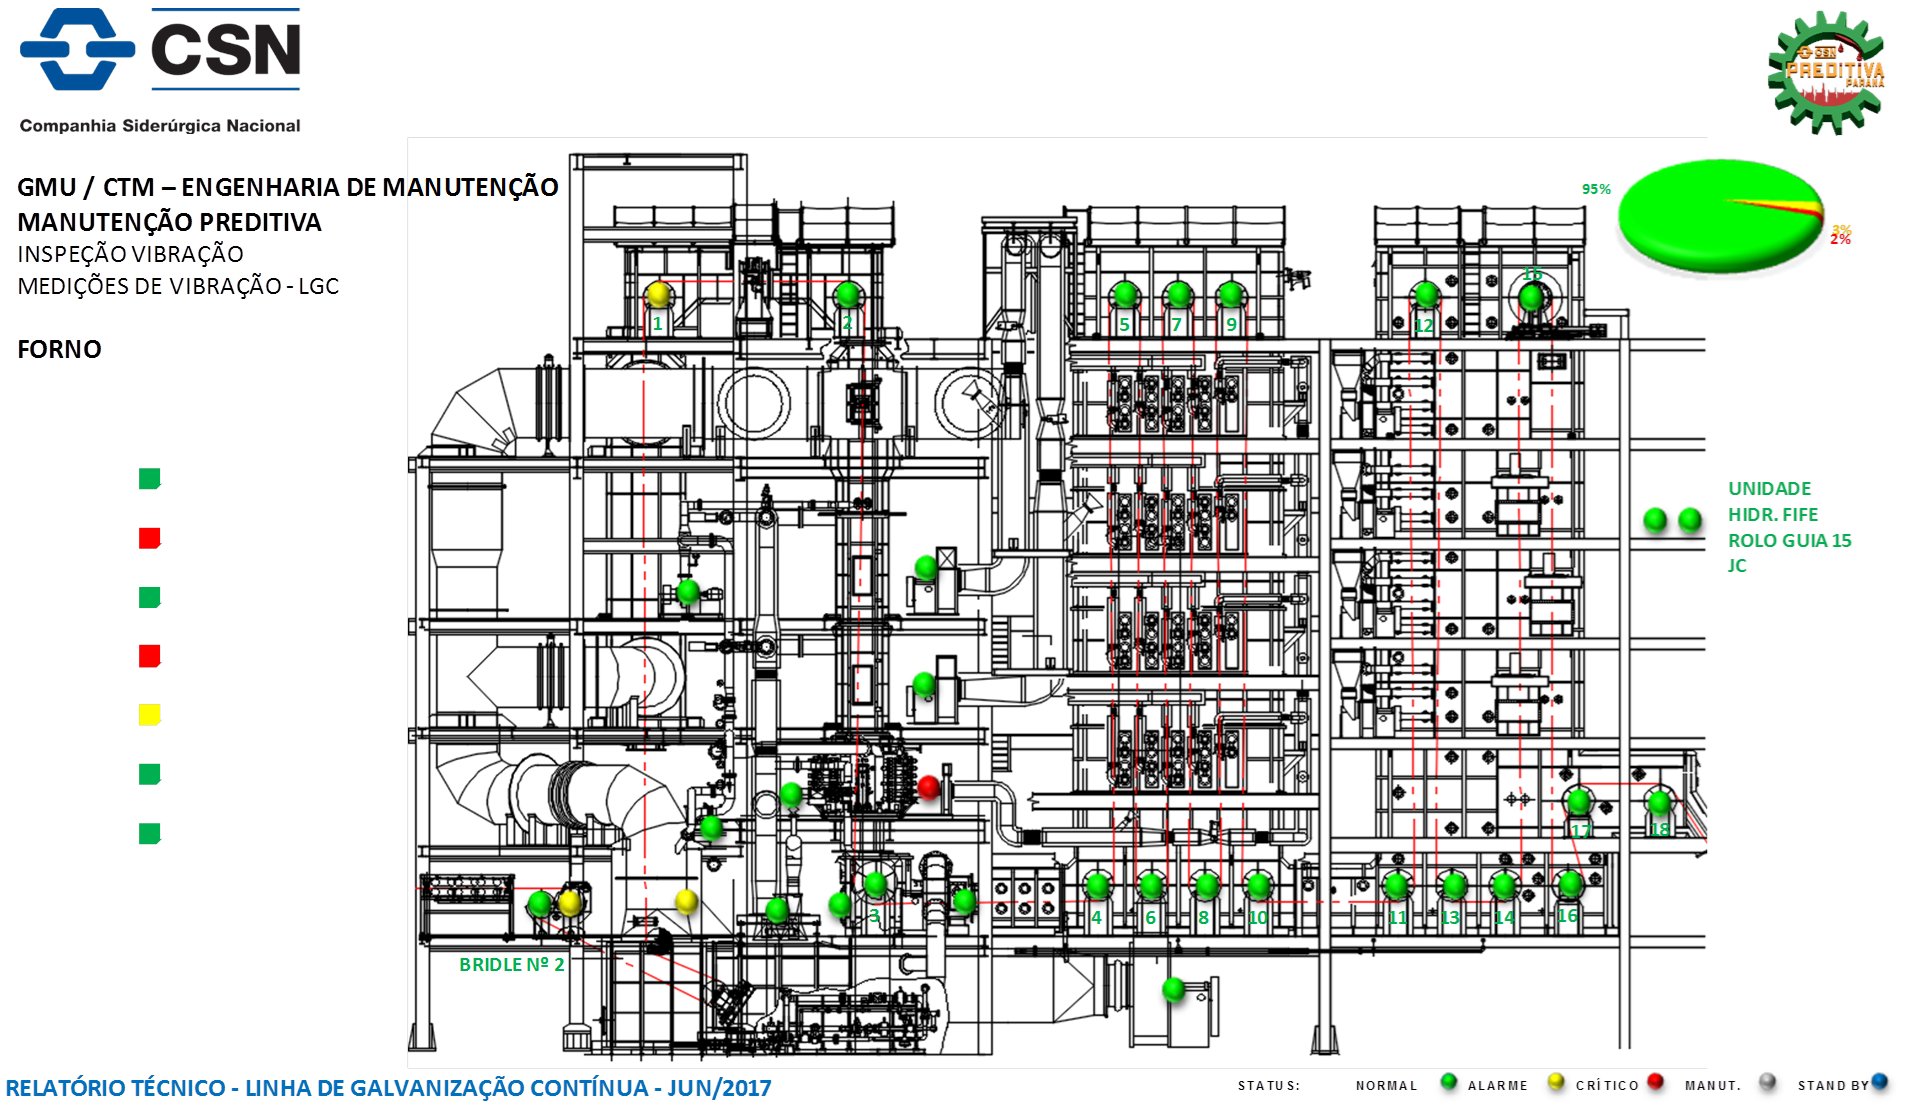 CSN
Companhia Siderúrgica Nacional
CSN
PREDITIVA
PARANÁ
GMU / CTM – ENGENHARIA DE MANUTENÇÃO
MANUTENÇÃO PREDITIVA
INSPEÇÃO VIBRAÇÃO
MEDIÇÕES DE VIBRAÇÃO - LGC
FORNO
95%
3%
2%
15
1
2
5
7
9
12
UNIDADE
HIDR. FIFE
ROLO GUIA 15
JC
17
18
3
4
6
8
10
11
13
14
16
BRIDLE Nº 2
RELATÓRIO TÉCNICO - LINHA DE GALVANIZAÇÃO CONTÍNUA - JUN/2017
STATUS: NORMAL ALARME CRÍTICO MANUT. STAND BY